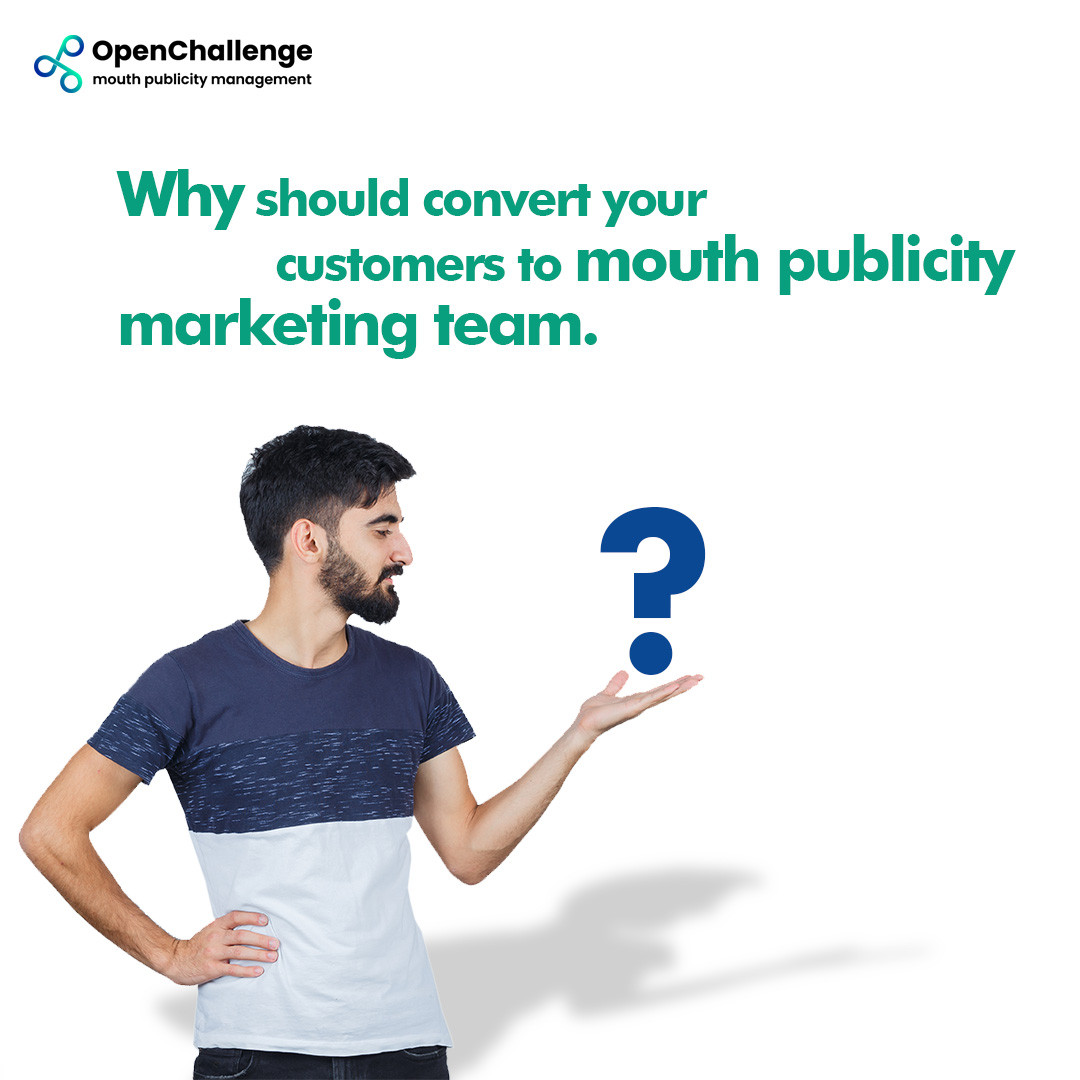 OpenChallenge
mouth publicity management
Why should convert your
customers to mouth publicity
marketing team.
?